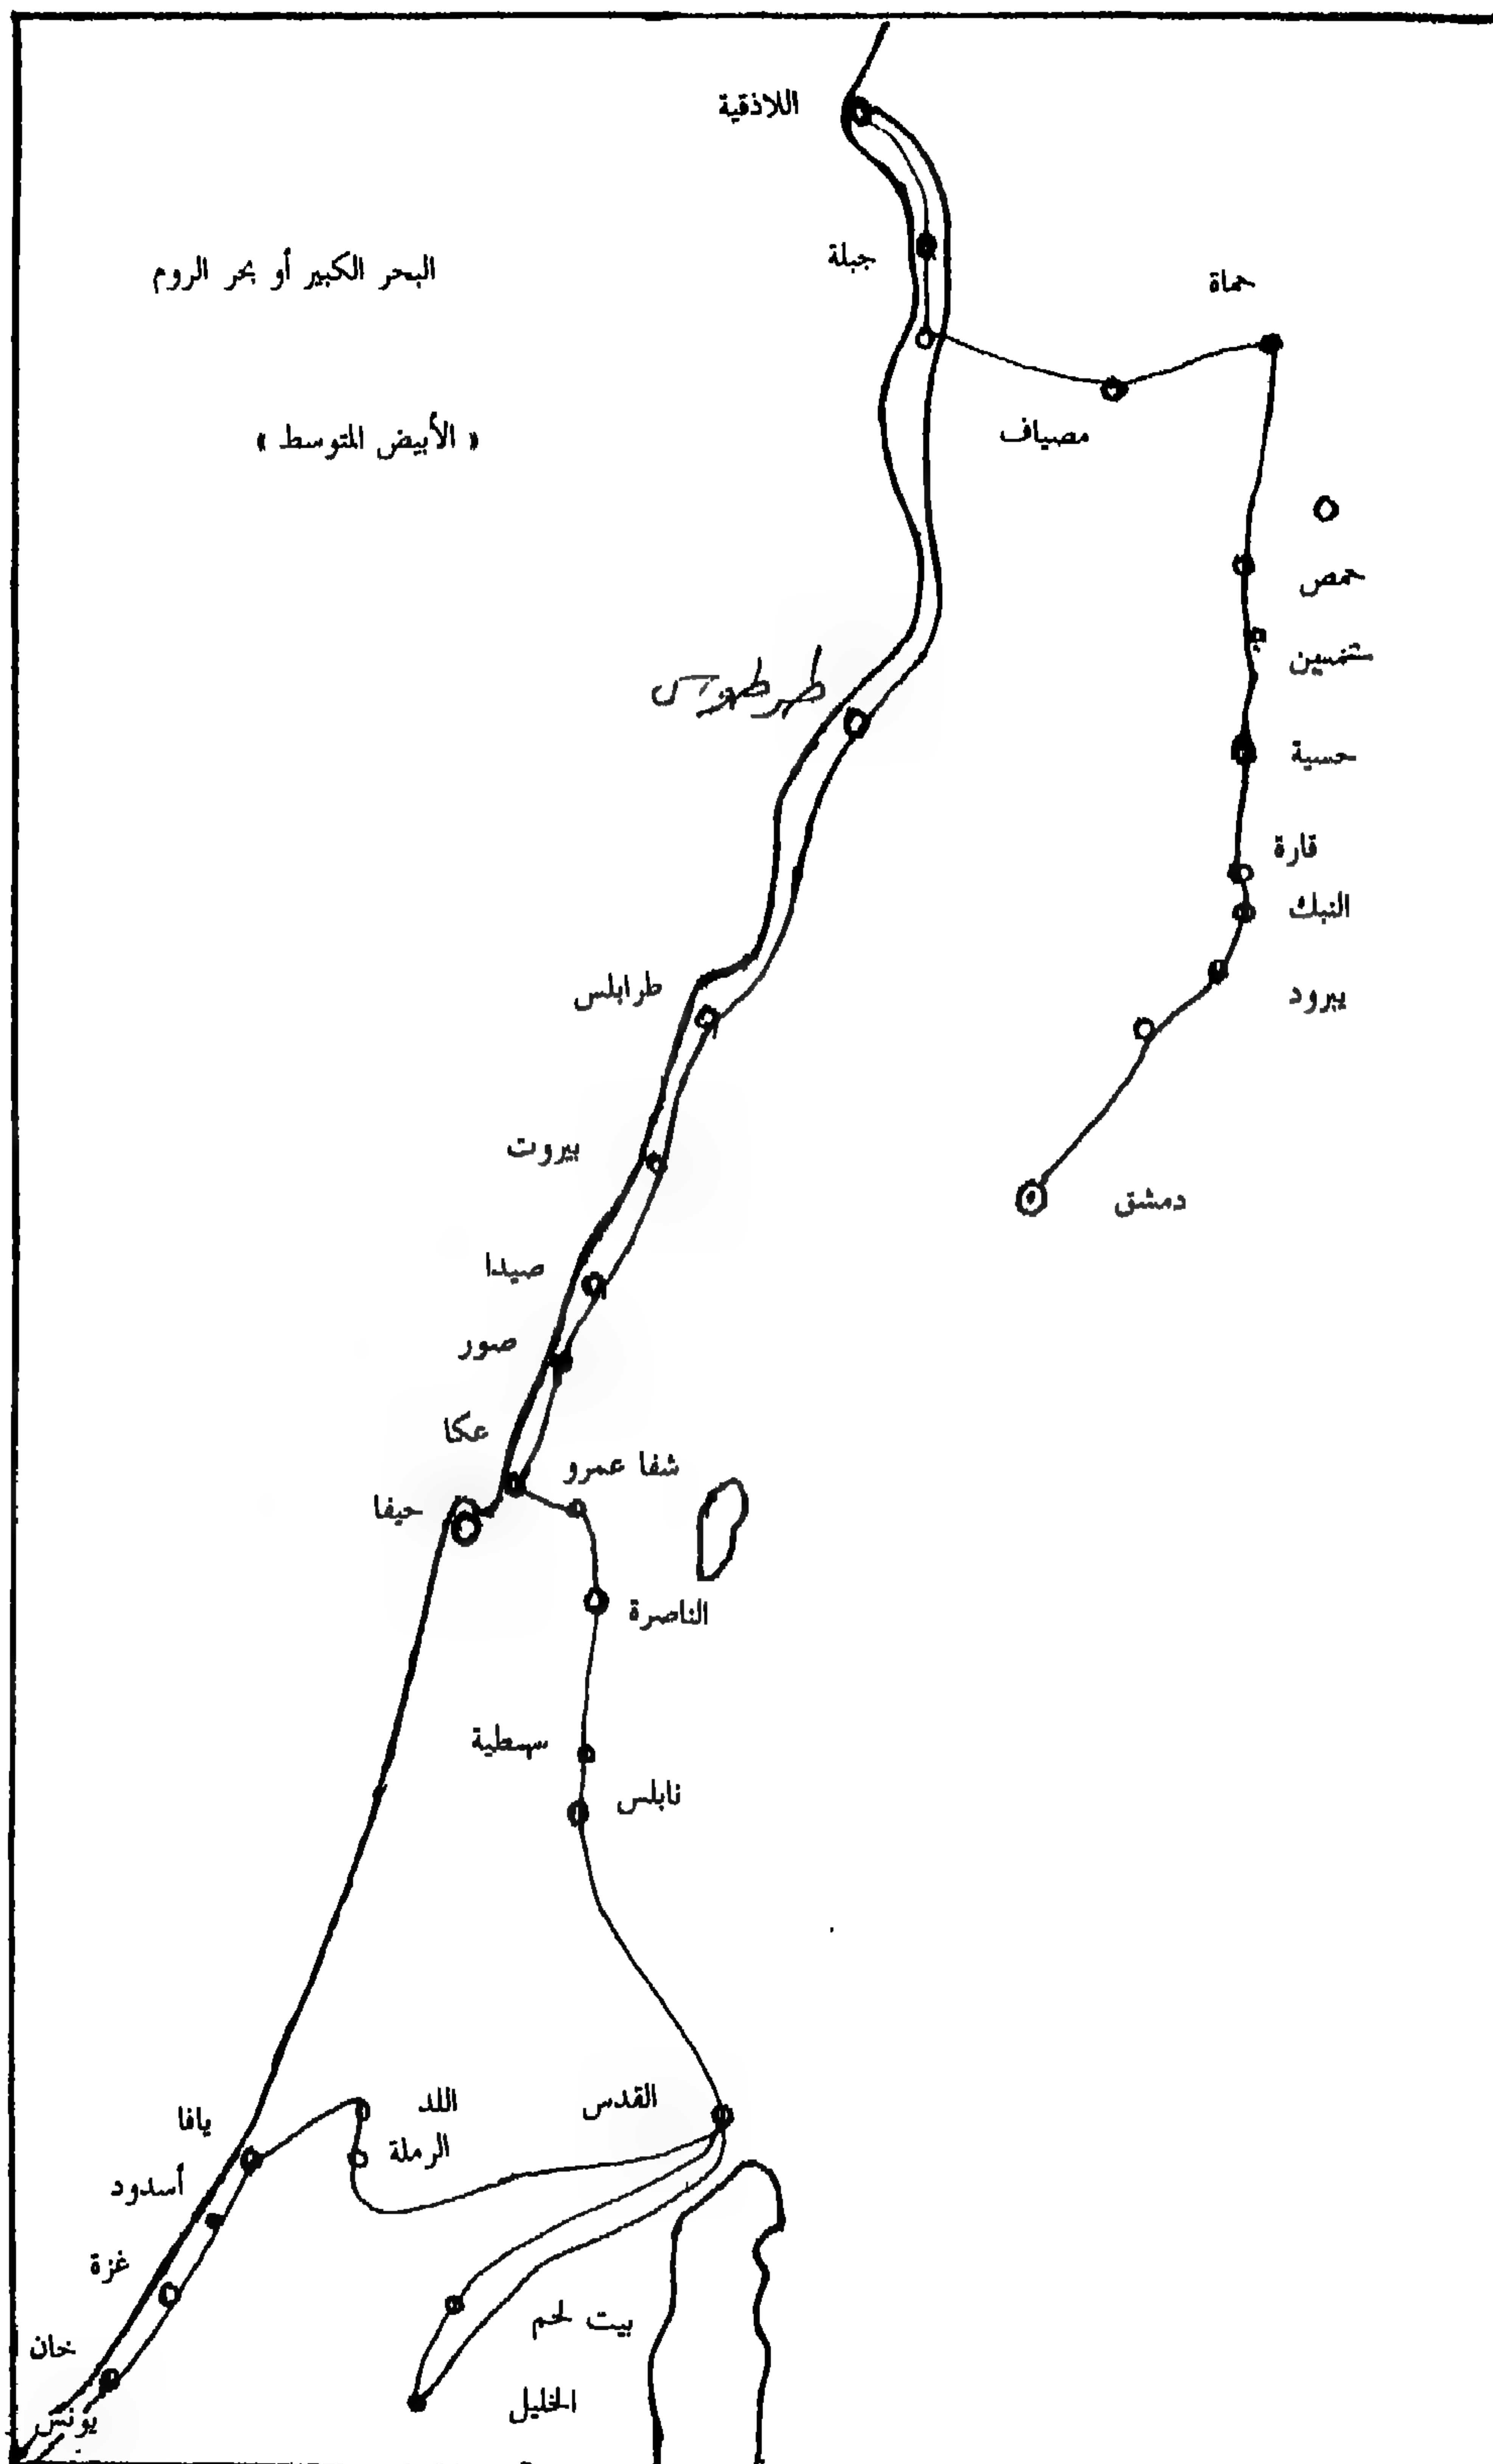 اللاذقية
جبلة
البحر الكبير أو بحر الروم
حماة
« الأبيض المتوسط »
مصياف
حمص
شمسين
طرطوس
حسية
قارة
النبك
يبرود
طرابلس
بيروت
دمشق
صيدا
صور
عكا
شفا عمرو
حيفا
الناصرة
سبسطية
نابلس
القدس
اللد
الرملة
يافا
أسدود
غزة
بيت لحم
خان
يونس
الخليل